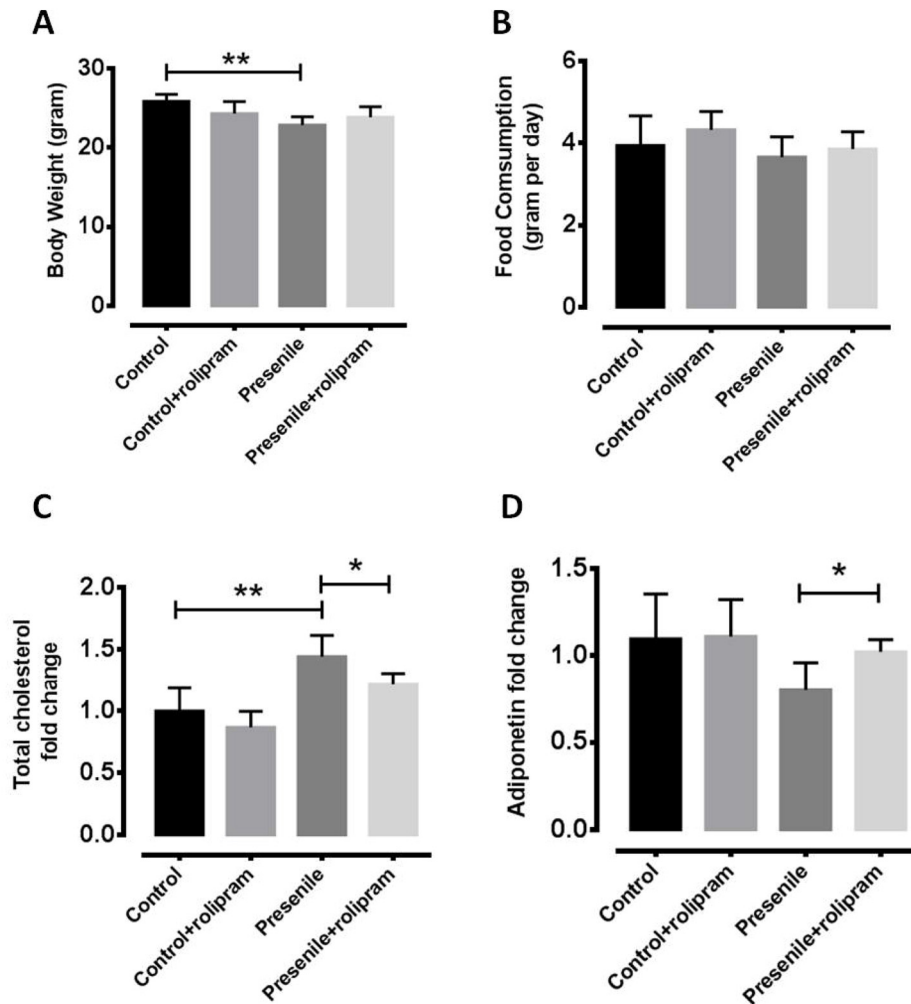 A
Body Weight (gram)
30
20
10
0
**
Control
Control+rolipram
Presenile
Presenile+rolipram
B
Food Comsumption
(gram per day)
6
4
2
0
Control
Control+rolipram
Presenile
Presenile+rolipram
C
Total cholesterol
fold change
2.0
1.5
1.0
0.5
0.0
**
*
Control
Control+rolipram
Presenile
Presenile+rolipram
D
Adiponetin fold change
1.5
1.0
0.5
0.0
*
Control
Control+rolipram
Presenile
Presenile+rolipram